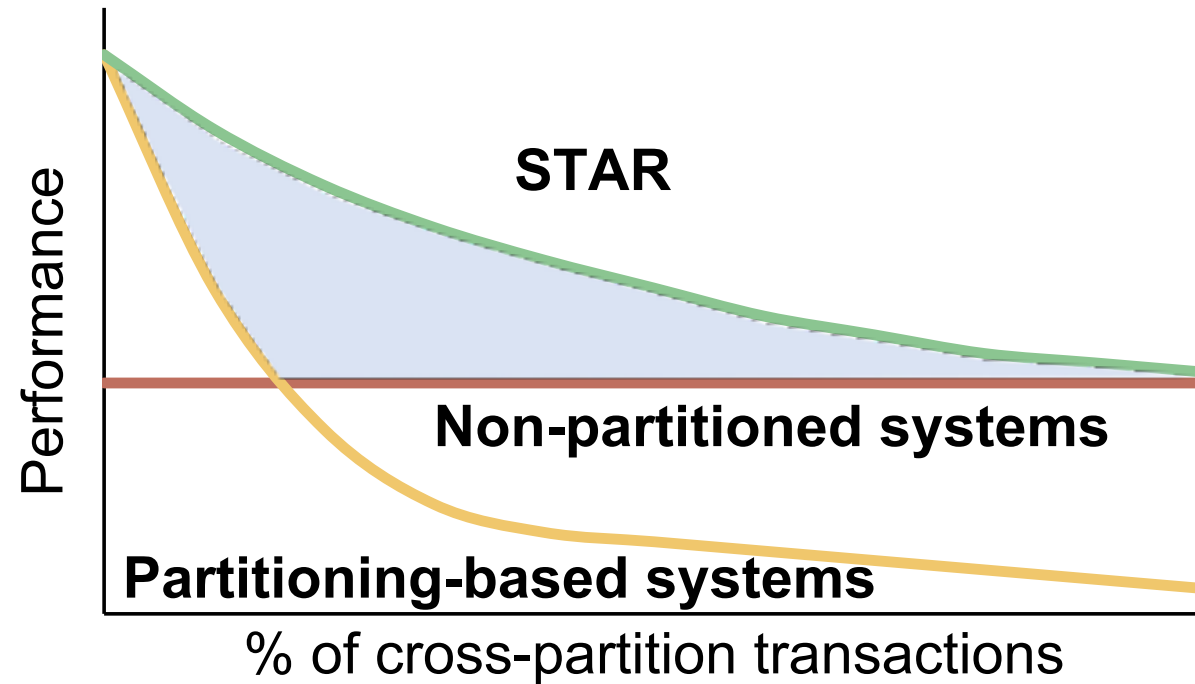 Performance
STAR
Non-partitioned systems
Partitioning-based systems
% of cross-partition transactions